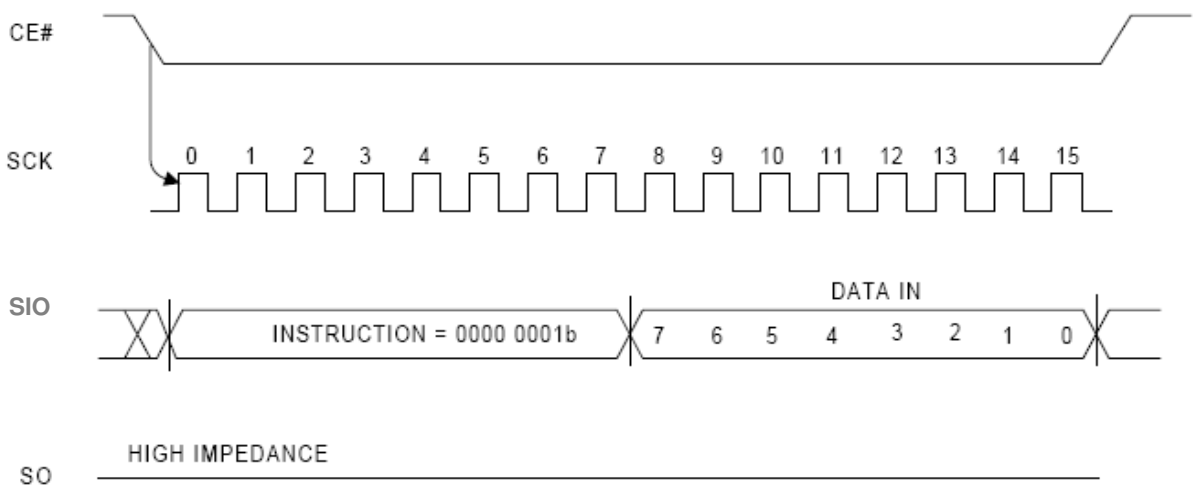 CE#
SCK
0 1 2 3 4 5 6 7 8 9 10 11 12 13 14 15
DATA IN
SIO
INSTRUCTION = 0000 0001b 7 6 5 4 3 2 1 0
HIGH IMPEDANCE
SO